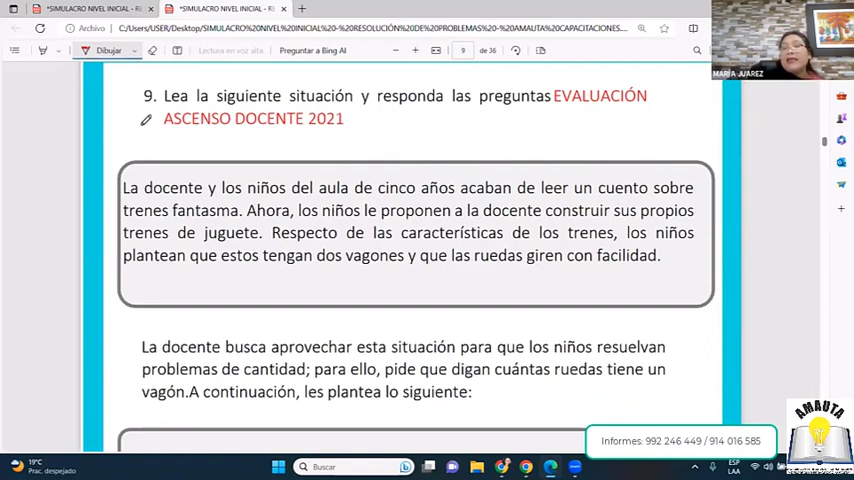 *SIMULACRO NIVEL INICIAL - RESOL
*SIMULACRO NIVEL INICIAL - RESOL
Archivo
C:/Users/USER/Desktop/SIMULACRO%20NIVEL%20INICIAL%20-%20RESOLUCIÓN%20DE%20PROBLEMAS%20-%20AMAUTA%20CAPACITACIONES....
Dibujar
Lectura en voz alta
Preguntar a Bing AI
9
de 36
MARÍA JUAREZ
9. Lea la siguiente situación y responda las preguntas EVALUACIÓN
ASCENSO DOCENTE 2021
La docente y los niños del aula de cinco años acaban de leer un cuento sobre
trenes fantasma. Ahora, los niños le proponen a la docente construir sus propios
trenes de juguete. Respecto de las características de los trenes, los niños
plantean que estos tengan dos vagones y que las ruedas giren con facilidad.
La docente busca aprovechar esta situación para que los niños resuelvan
problemas de cantidad; para ello, pide que digan cuántas ruedas tiene un
vagón.A continuación, les plantea lo siguiente:
Informes: 992 246 449 / 914 016 585
AMAUTA
19°C
Prac. despejado
Buscar
ESP
LAA